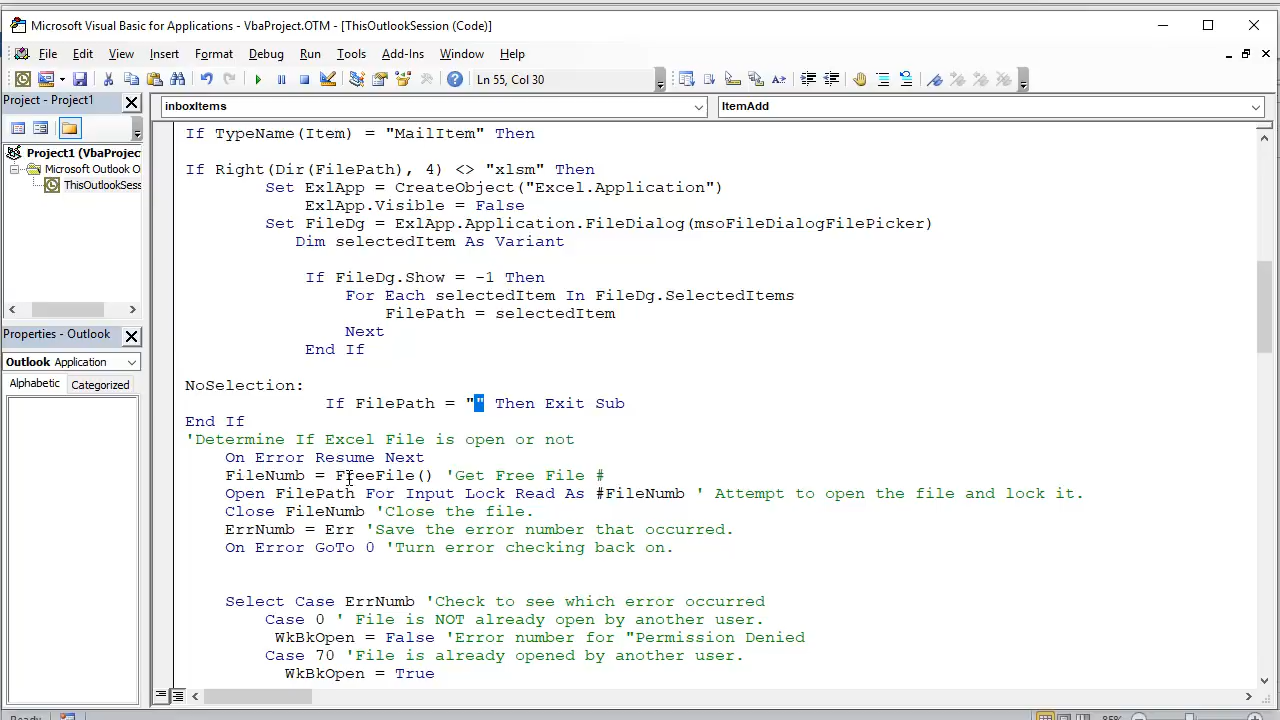 Microsoft Visual Basic for Applications - VbaProject.OTM - [ThisOutlookSession (Code)]
File Edit View Insert Format Debug Run Tools Add-Ins Window Help
Ln 55, Col 30
Project - Project1
inboxItems
ItemAdd
Project1 (VbaProjec
Microsoft Outlook O
ThisOutlookSess
Properties - Outlook
Outlook Application
Alphabetic Categorized
If TypeName(Item) = "MailItem" Then
If Right(Dir(FilePath), 4) <> "xlsm" Then
Set ExlApp = CreateObject("Excel.Application")
ExlApp.Visible = False
Set FileDg = ExlApp.Application.FileDialog(msoFileDialogFilePicker)
Dim selectedItem As Variant
If FileDg.Show = -1 Then
For Each selectedItem In FileDg.SelectedItems
FilePath = selectedItem
Next
End If
NoSelection:
If FilePath = "" Then Exit Sub
End If
'Determine If Excel File is open or not
On Error Resume Next
FileNumb = FreeFile() 'Get Free File #
Open FilePath For Input Lock Read As #FileNumb ' Attempt to open the file and lock it.
Close FileNumb 'Close the file.
ErrNumb = Err 'Save the error number that occurred.
On Error GoTo 0 'Turn error checking back on.
Select Case ErrNumb 'Check to see which error occurred
Case 0 ' File is NOT already open by another user.
WkBkOpen = False 'Error number for "Permission Denied
Case 70 'File is already opened by another user.
WkBkOpen = True
Ready
85%